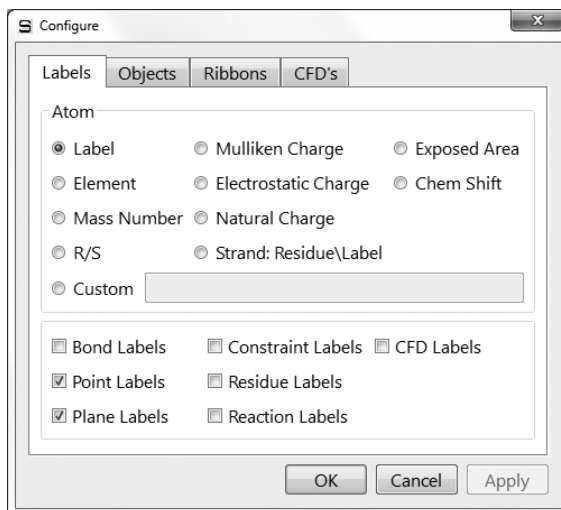 Configure
Labels Objects Ribbons CFD's
Atom
Label Mulliken Charge Exposed Area
Element Electrostatic Charge Chem Shift
Mass Number Natural Charge
R/S Strand: Residue\Label
Custom
Bond Labels Constraint Labels CFD Labels
Point Labels Residue Labels
Plane Labels Reaction Labels
OK Cancel Apply